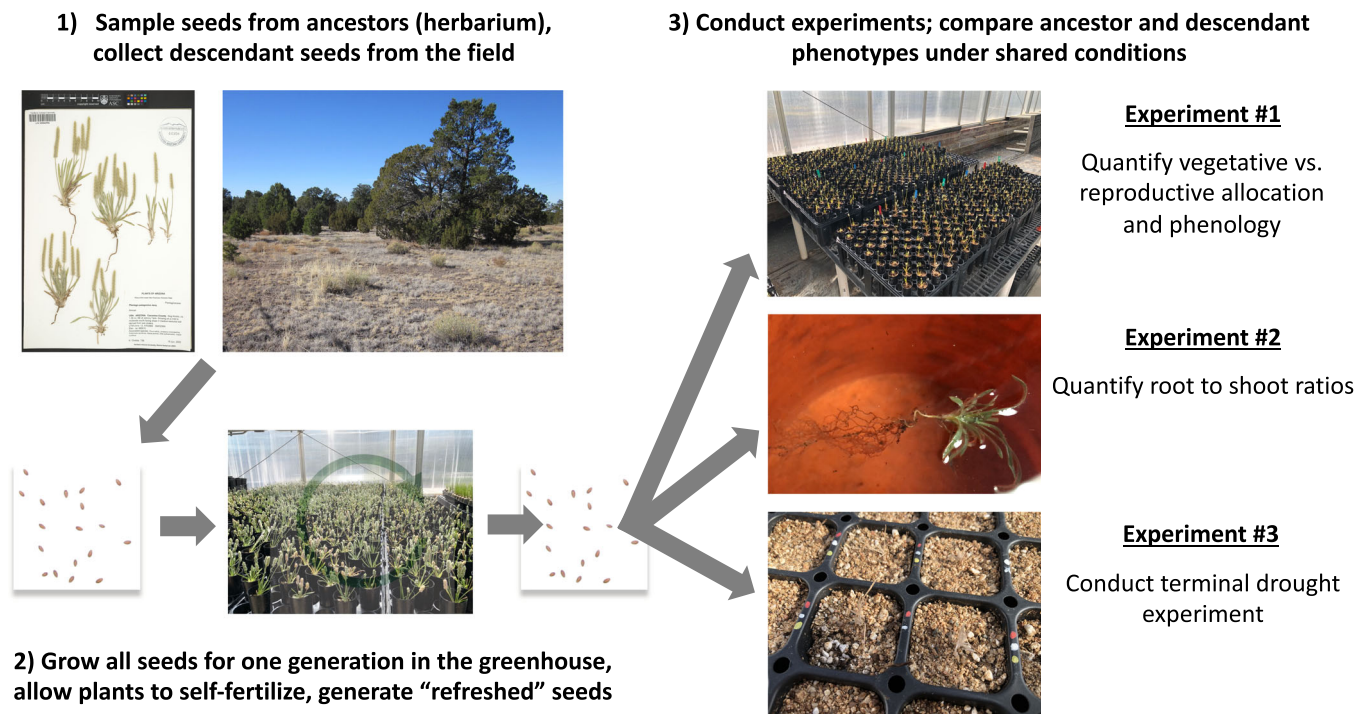 1) Sample seeds from ancestors (herbarium),
collect descendant seeds from the field
2) Grow all seeds for one generation in the greenhouse,
allow plants to self-fertilize, generate “refreshed” seeds
3) Conduct experiments; compare ancestor and descendant
phenotypes under shared conditions
Experiment #1
Quantify vegetative vs.
reproductive allocation
and phenology
Experiment #2
Quantify root to shoot ratios
Experiment #3
Conduct terminal drought
experiment